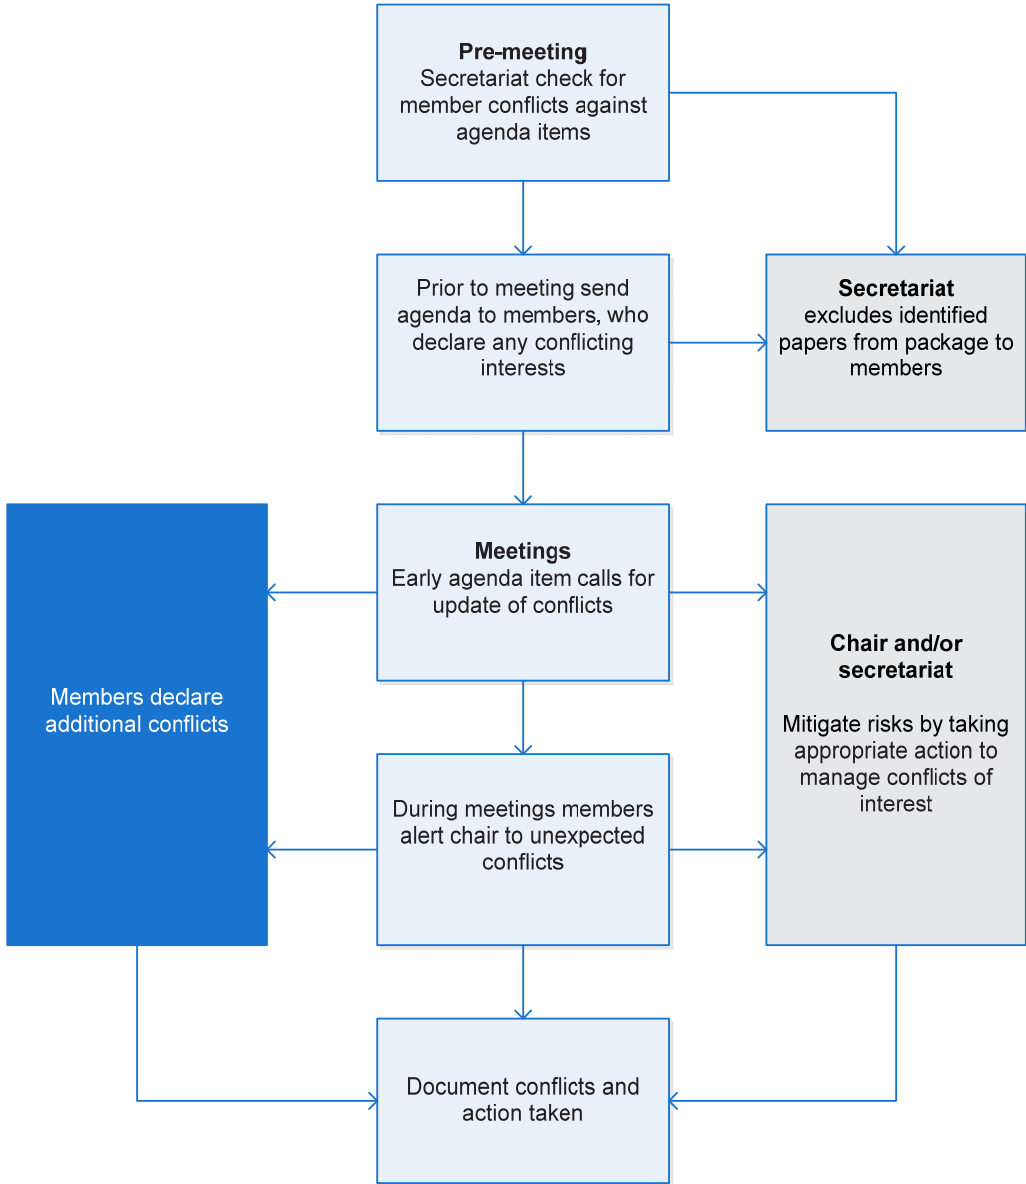 Pre-meeting
Secretariat check for
member conflicts against
agenda items
Prior to meeting send
agenda to members, who
declare any conflicting
interests
Secretariat
excludes identified
papers from package to
members
Meetings
Early agenda item calls for
update of conflicts
Members declare
additional conflicts
Chair and/or
secretariat
Mitigate risks by taking
appropriate action to
manage conflicts of
interest
During meetings members
alert chair to unexpected
conflicts
Document conflicts and
action taken